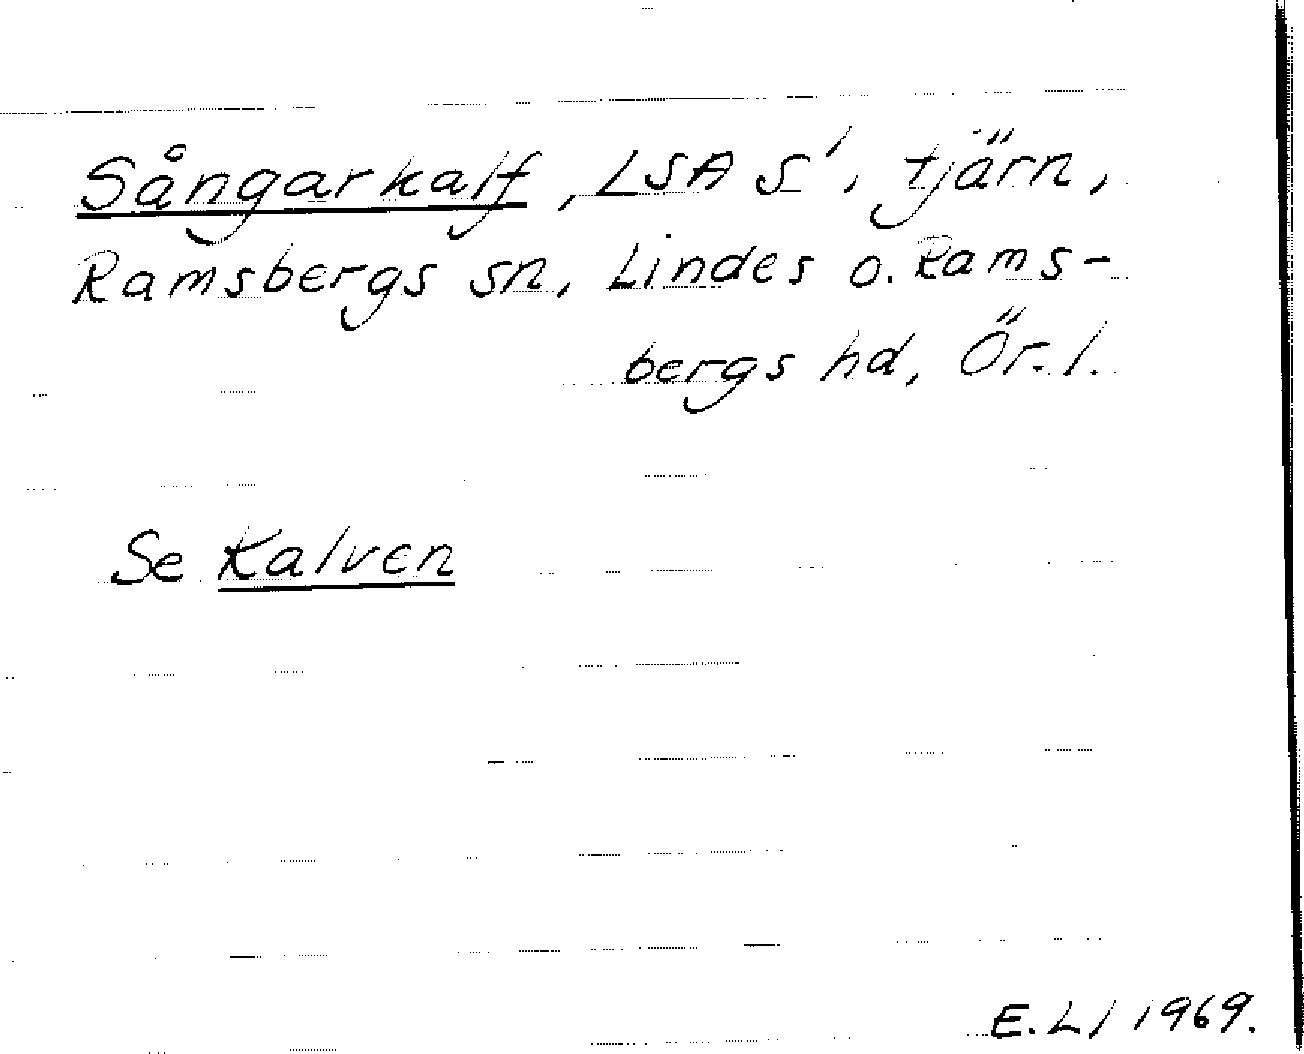 Sångarkalf, LSA S', tjärn,
Ramsbergs sn, Lindes o. Rams-
bergs hd, Ör. l.
Se Kalven
E. L) 1969.